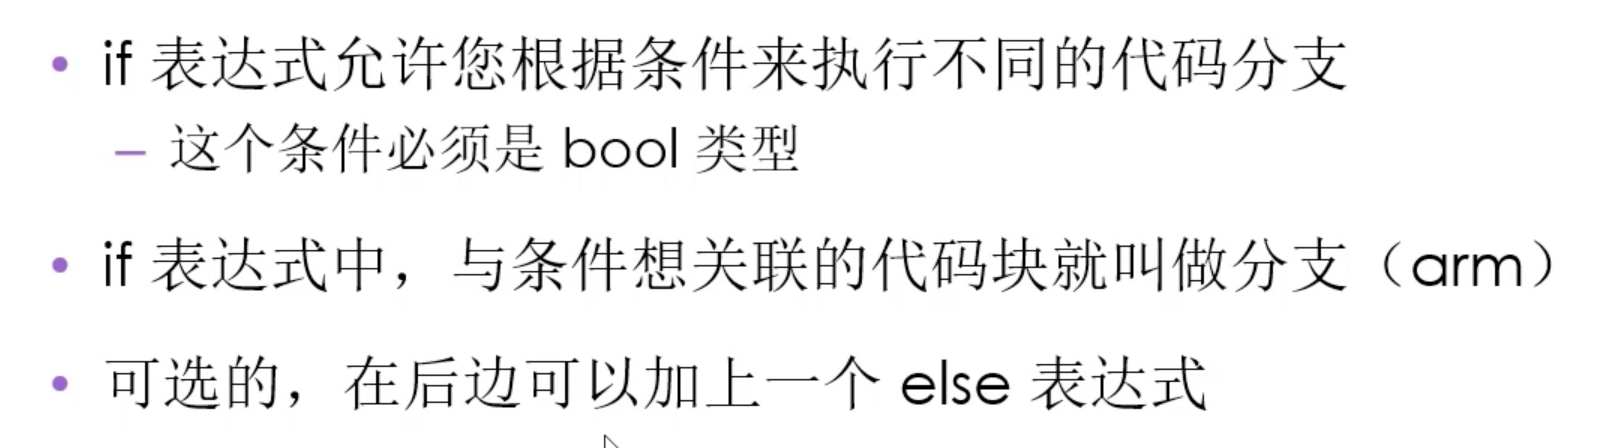 • if 表达式允许您根据条件来执行不同的代码分支
– 这个条件必须是 bool 类型
• if 表达式中，与条件想关联的代码块就叫做分支（arm）
• 可选的，在后边可以加上一个 else 表达式